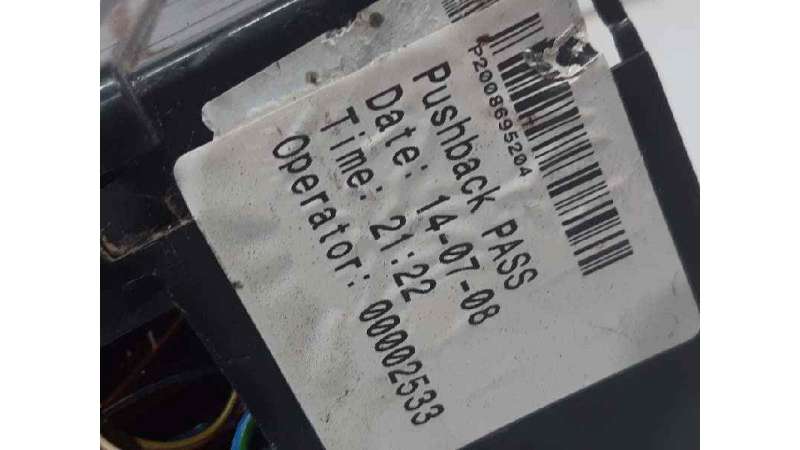 P2008695204
Pushback PASS
Date: 14-07-08
Time: 21:22
Operator: 00002533